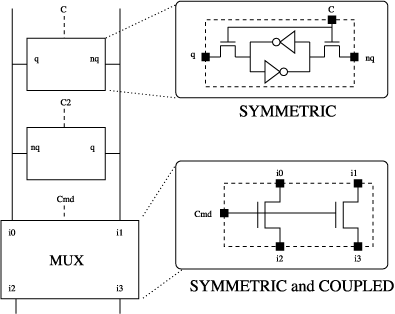 C
q nq
C2
nq q
Cmd
i0 i1
MUX
i2 i3
C
q nq
SYMMETRIC
i0 i1
Cmd
i2 i3
SYMMETRIC and COUPLED